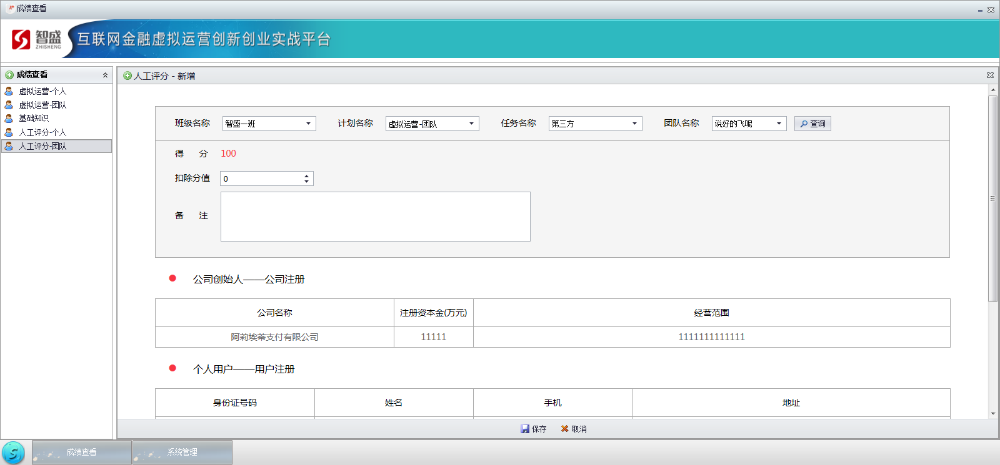 成绩查看
智盛
ZHISHENG
互联网金融虚拟运营创新创业实战平台
成绩查看
虚拟运营-个人
虚拟运营-团队
基础知识
人工评分-个人
人工评分-团队
人工评分 - 新增
班级名称 智盛一班 计划名称 虚拟运营-团队 任务名称 第三方 团队名称 说好的飞呢 查询
得 分 100
扣除分值 0
备 注
公司创始人——公司注册
公司名称 注册资本金(万元) 经营范围
阿莉埃蒂支付有限公司 11111 1111111111111
个人用户——用户注册
身份证号码 姓名 手机 地址
保存 取消
成绩查看 系统管理